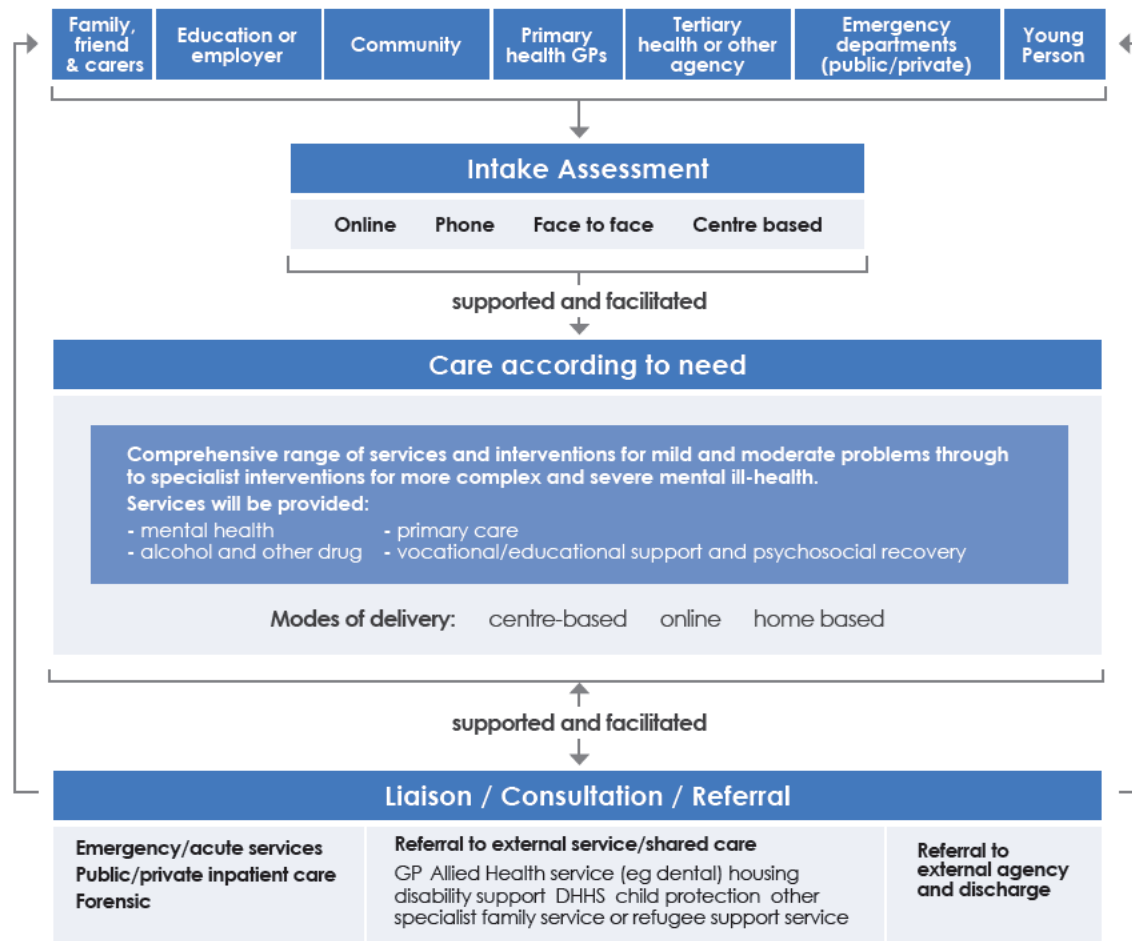 Family,
friend
& carers
Education or
employer
Community
Primary
health GPs
Tertiary
health or other
agency
Emergency
departments
(public/private)
Young
Person
Intake Assessment
Online Phone Face to face Centre based
supported and facilitated
Care according to need
Comprehensive range of services and interventions for mild and moderate problems through
to specialist interventions for more complex and severe mental ill-health.
Services will be provided:
- mental health - primary care
- alcohol and other drug - vocational/educational support and psychosocial recovery
Modes of delivery: centre-based online home based
supported and facilitated
Liaison / Consultation / Referral
Emergency/acute services
Public/private inpatient care
Forensic
Referral to external service/shared care
GP Allied Health service (eg dental) housing
disability support DHHS child protection other
specialist family service or refugee support service
Referral to
external agency
and discharge